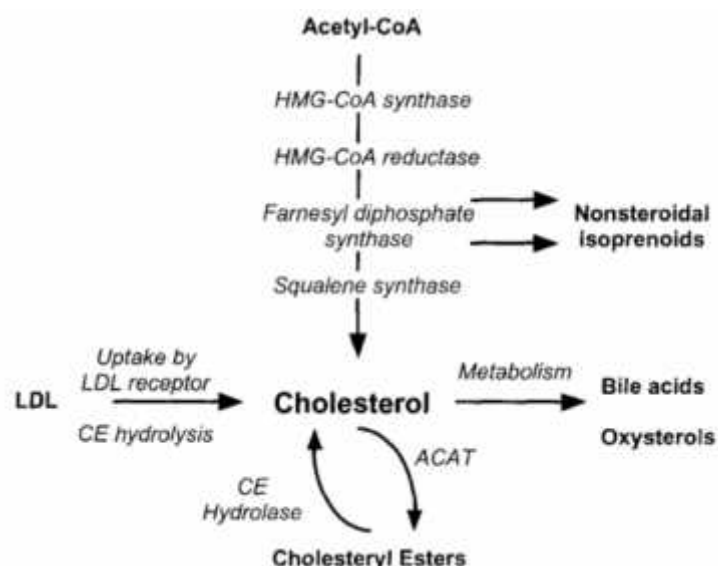 Acetyl-CoA
HMG-CoA synthase
HMG-CoA reductase
Farnesyl diphosphate
synthase
Nonsteroidal
isoprenoids
Squalene synthase
Uptake by
LDL receptor
LDL
CE hydrolysis
Cholesterol
Metabolism
Bile acids
Oxysterols
ACAT
CE
Hydrolase
Cholesteryl Esters